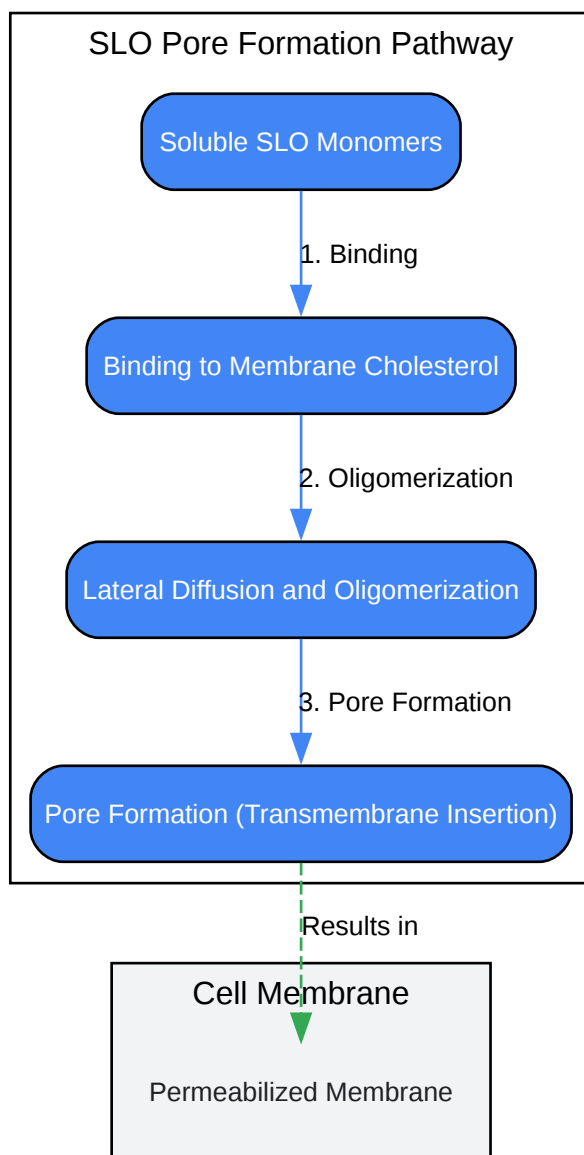 SLO Pore Formation Pathway
Soluble SLO Monomers
1. Binding
Binding to Membrane Cholesterol
2. Oligomerization
Lateral Diffusion and Oligomerization
3. Pore Formation
Pore Formation (Transmembrane Insertion)
Results in
Cell Membrane
Permeabilized Membrane